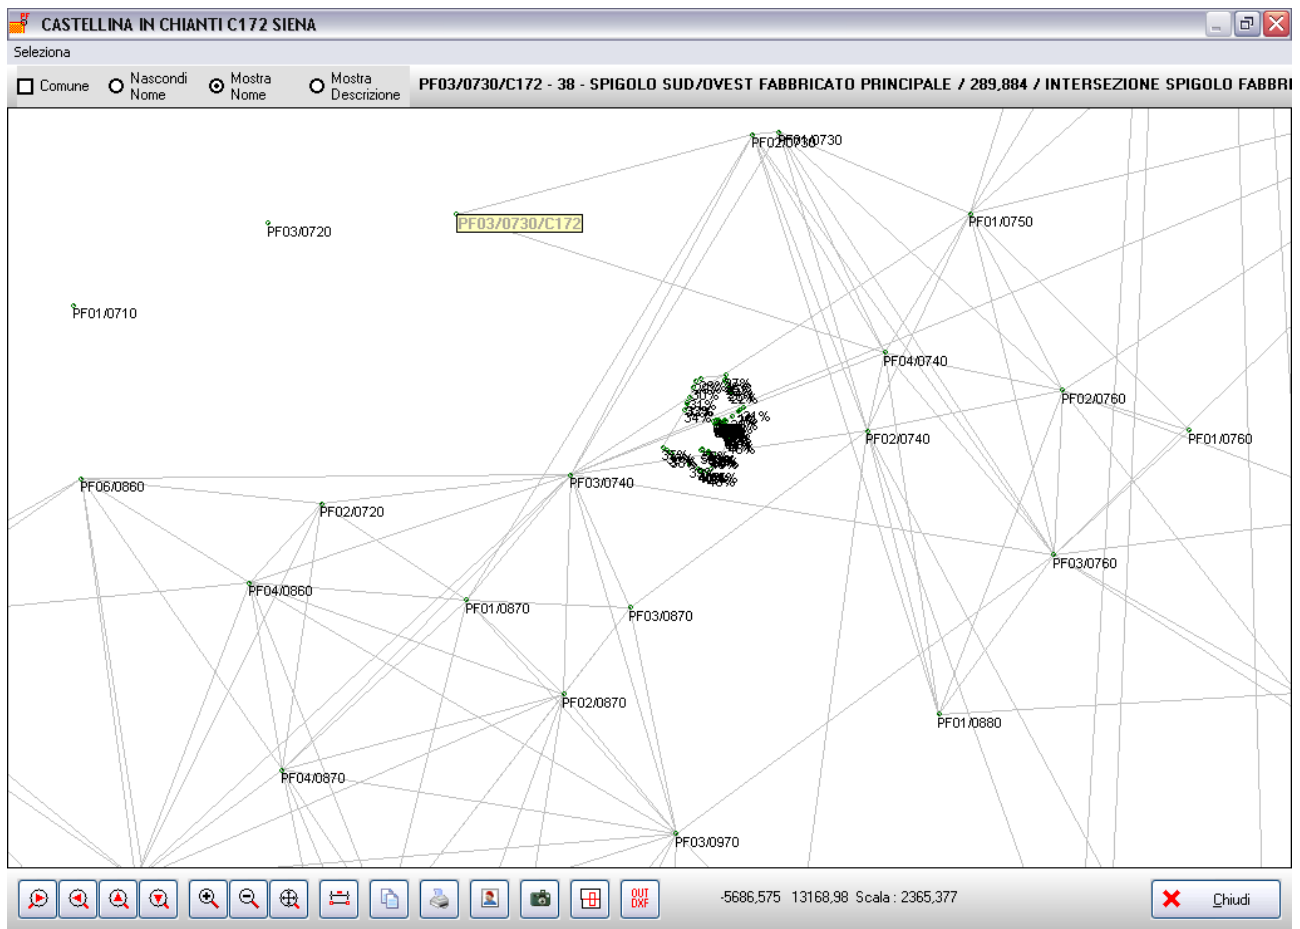 CASTELLINA IN CHIANTI C172 SIENA
Seleziona
Comune
Nascondi Nome
Mostra Nome
Mostra Descrizione
PF03/0730/C172 - 38 - SPIGOLO SUD/OVEST FABBRICATO PRINCIPALE / 289,884 / INTERSEZIONE SPIGOLO FABBRI
PF02/0730
PF01/0730
PF03/0720
PF03/0730/C172
PF01/0750
PF01/0710
PF04/0740
PF02/0760
PF02/0740
PF01/0760
PF06/0860
PF03/0740
PF02/0720
PF03/0760
PF04/0860
PF01/0870
PF03/0870
PF02/0870
PF01/0880
PF04/0870
PF03/0970
OUT
DXF
-5686,575 13168,98 Scala : 2365,377
Chiudi